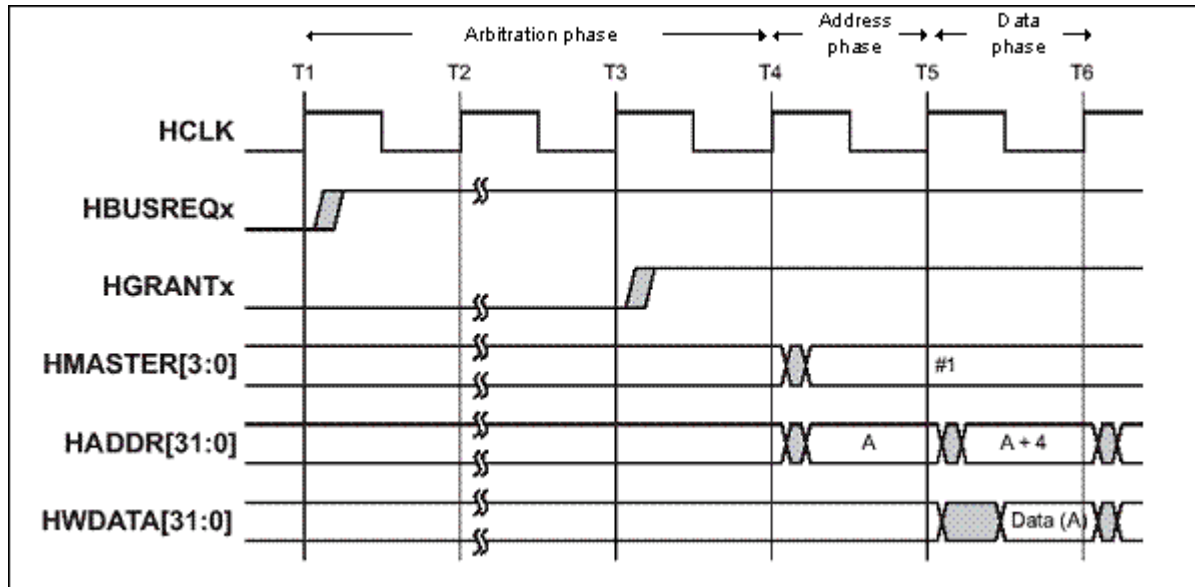 Arbitration phase
Address
phase
Data
phase
T1 T2 T3 T4 T5 T6
HCLK
HBUSREQx
HGRANTx
HMASTER[3:0] #1
HADDR[31:0] A A + 4
HWDATA[31:0] Data (A)